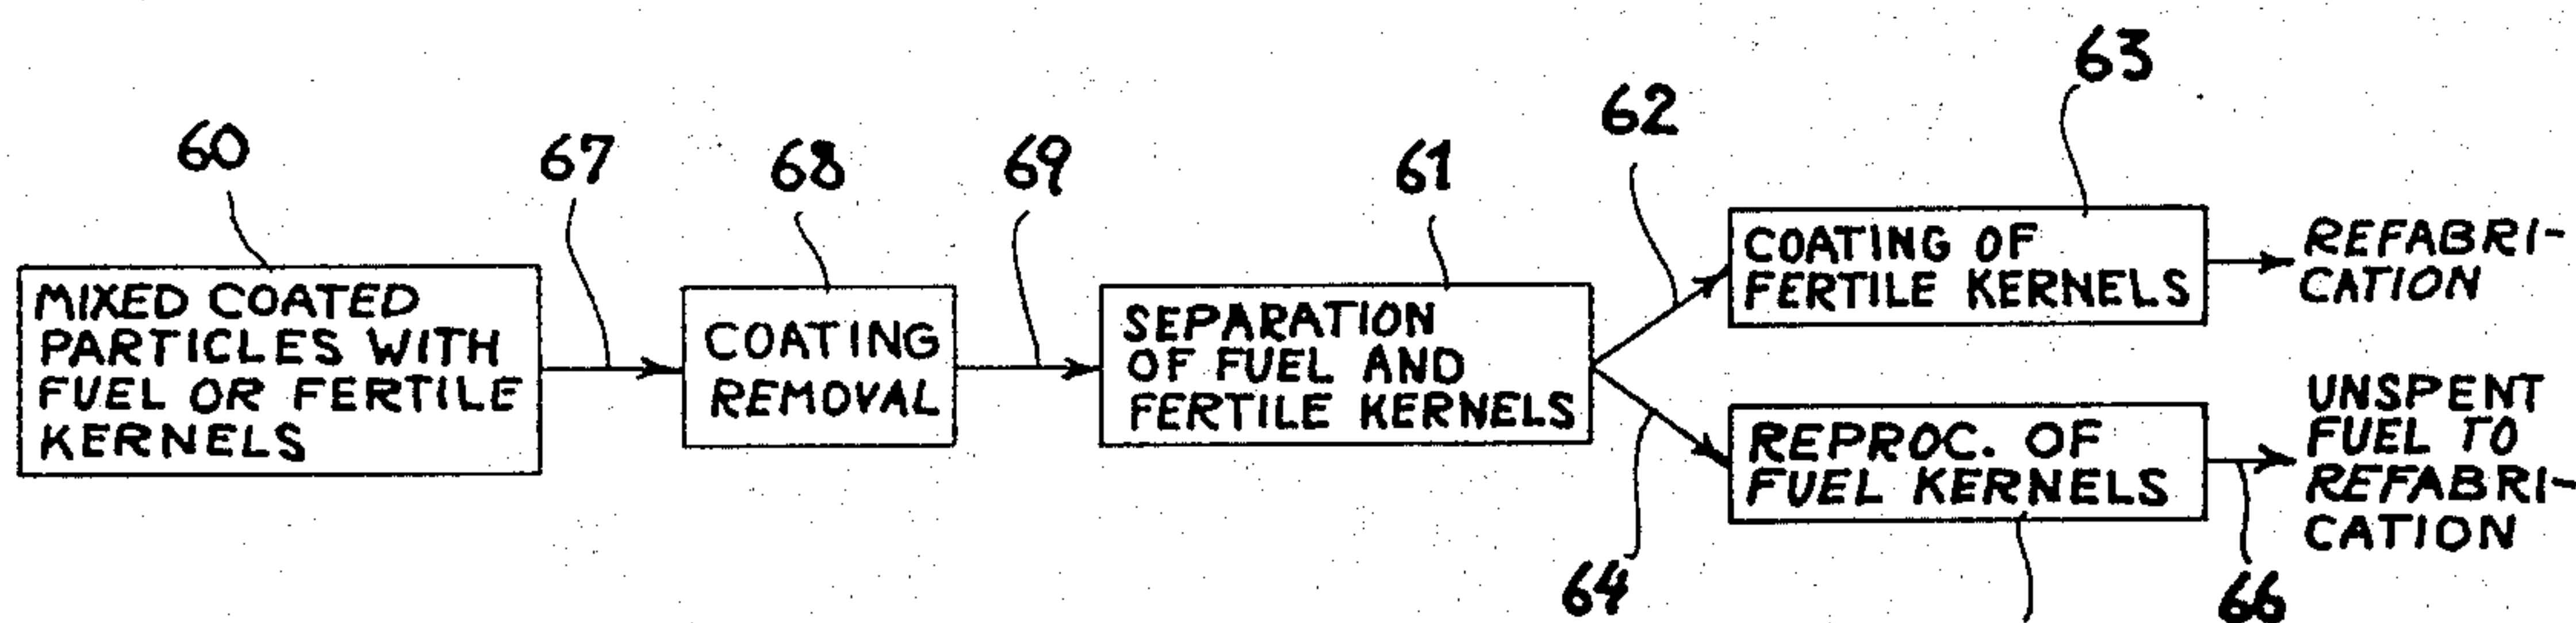 60
67
68
69
61
62
63
MIXED COATED
PARTICLES WITH
FUEL OR FERTILE
KERNELS
COATING
REMOVAL
SEPARATION
OF FUEL AND
FERTILE KERNELS
COATING OF
FERTILE KERNELS
REFABRI-
CATION
REPROC. OF
FUEL KERNELS
UNSPENT
FUEL TO
REFABRI-
CATION
64
66